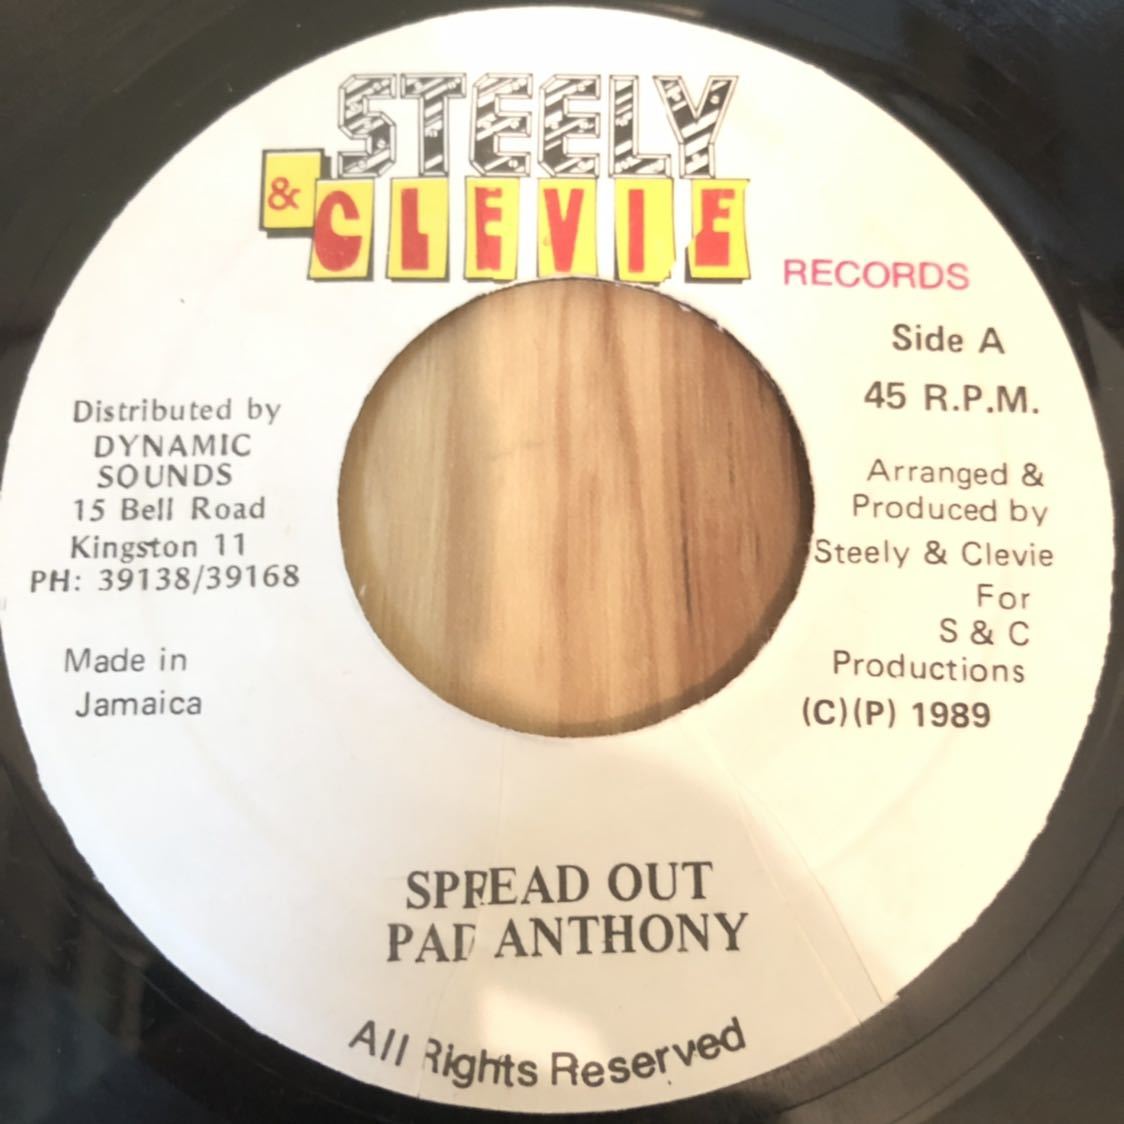 STEELY
& CLEVIE
RECORDS
Side A
45 R.P.M.
Distributed by
DYNAMIC
SOUNDS
15 Bell Road
Kingston 11
PH: 39138/39168
Made in
Jamaica
Arranged &
Produced by
Steely & Clevie
For
S & C
Productions
(C)(P) 1989
SPREAD OUT
PAD ANTHONY
All Rights Reserved